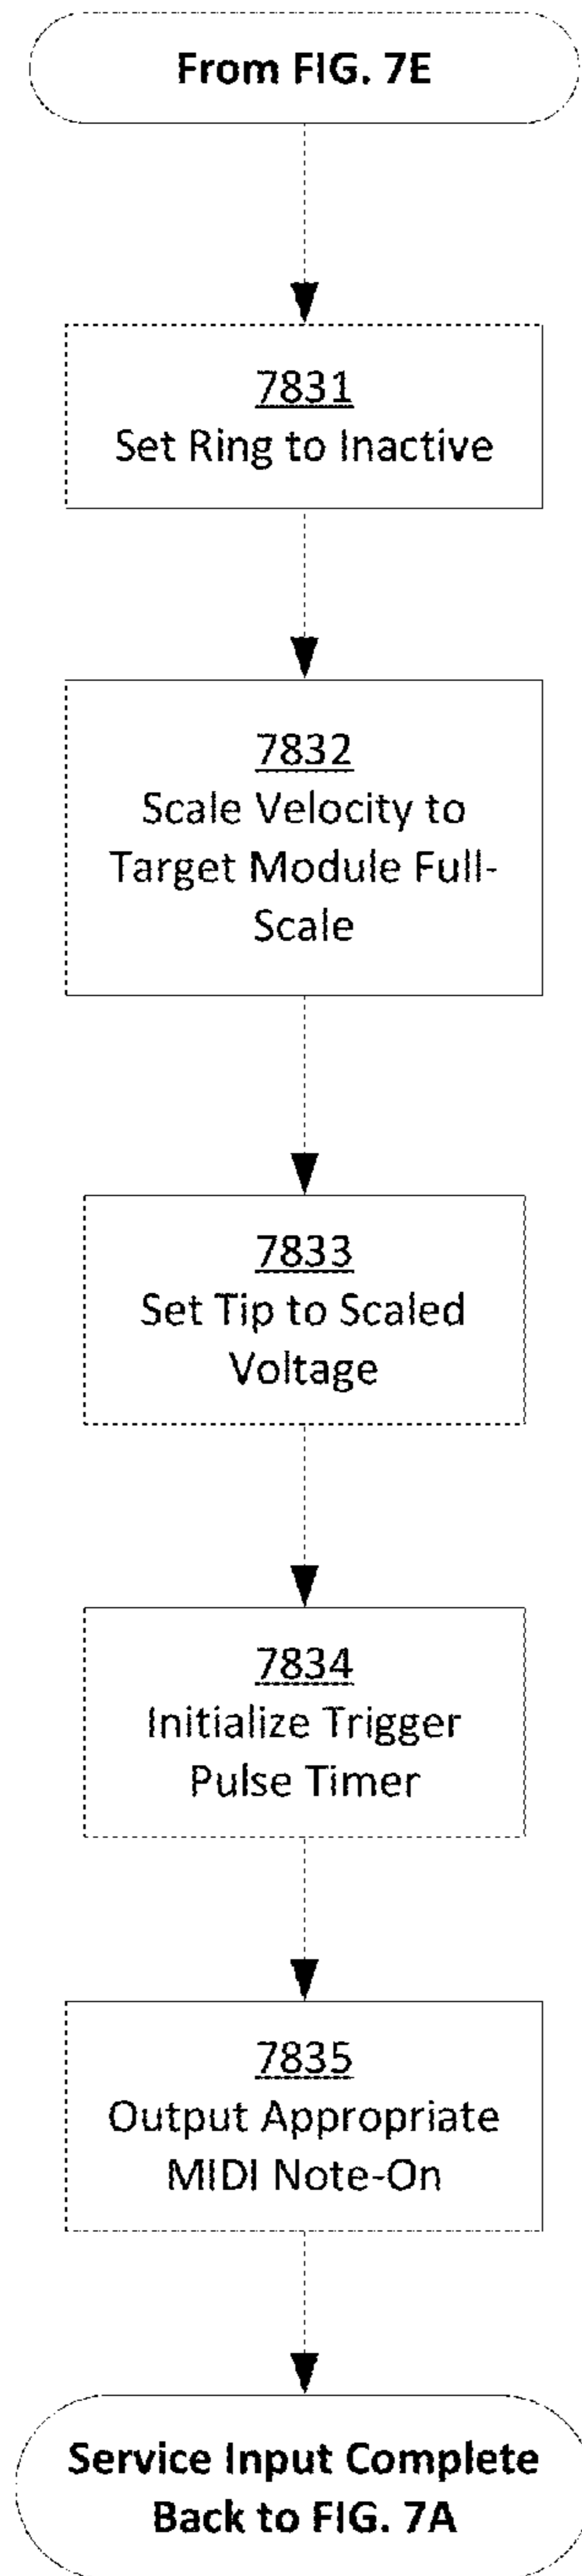 From FIG. 7E
7831
Set Ring to Inactive
7832
Scale Velocity to
Target Module Full-
Scale
7833
Set Tip to Scaled
Voltage
7834
Initialize Trigger
Pulse Timer
7835
Output Appropriate
MIDI Note-On
Service Input Complete
Back to FIG. 7A